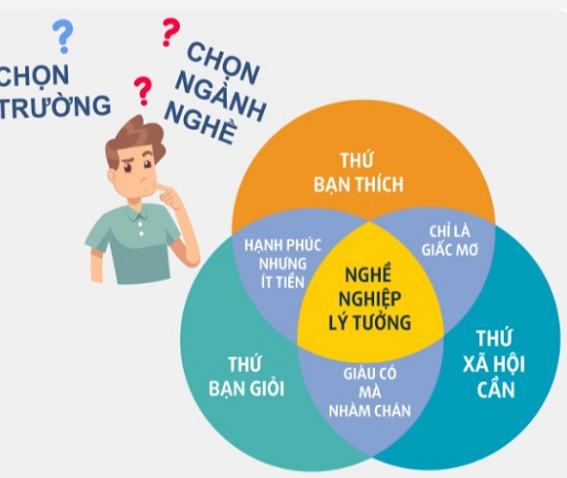 ?
?
?
CHỌN
TRƯỜNG
CHỌN
NGÀNH
NGHỀ
THỨ
BẠN THÍCH
HẠNH PHÚC
NHƯNG
ÍT TIỀN
CHỈ LÀ
GIẤC MƠ
NGHỀ
NGHIỆP
LÝ TƯỞNG
THỨ
BẠN GIỎI
GIÀU CÓ
MÀ
NHÀM CHÁN
THỨ
XÃ HỘI
CẦN